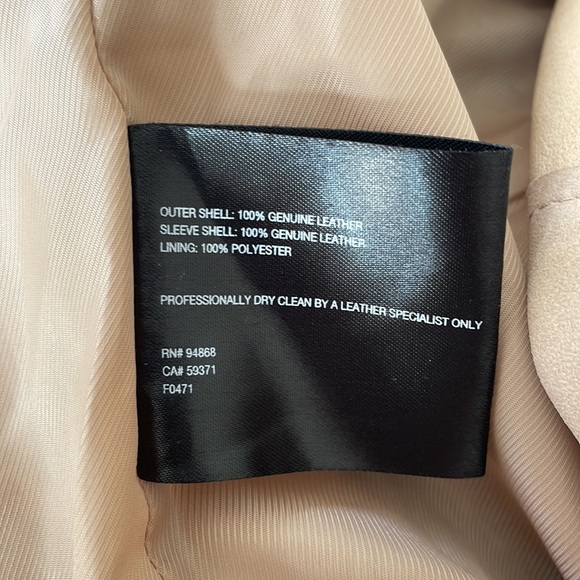 OUTER SHELL: 100% GENUINE LEATHER
SLEEVE SHELL: 100% GENUINE LEATHER
LINING: 100% POLYESTER
PROFESSIONALLY DRY CLEAN BY A LEATHER SPECIALIST ONLY
RN# 94868
CA# 59371
F0471